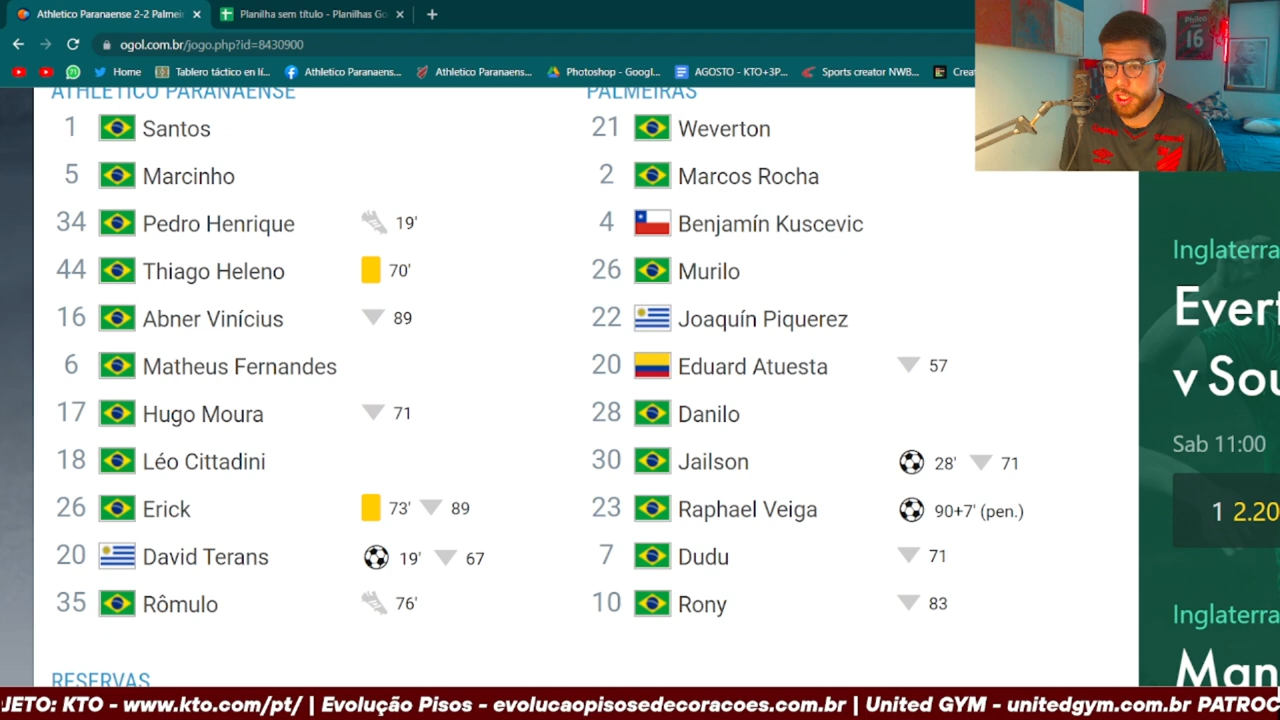 Athletico Paranaense 2-2 Palmei
Planilha sem título - Planilhas Go
ogol.com.br/jogo.php?id=8430900
Home
Tablero táctico en lí...
Athletico Paranaens...
Athletico Paranaens...
Photoshop - Googl...
AGOSTO - KTO+3P...
Sports creator NWB...
Crea
Philen
16
ATHLETICO PARANAENSE
1 Santos
5 Marcinho
34 Pedro Henrique 19'
44 Thiago Heleno 70'
16 Abner Vinícius 89
6 Matheus Fernandes
17 Hugo Moura 71
18 Léo Cittadini
26 Erick 73' 89
20 David Terans 19' 67
35 Rômulo 76'
RESERVAS
PALMEIRAS
21 Weverton
2 Marcos Rocha
4 Benjamín Kuscevic
26 Murilo
22 Joaquín Piquerez
20 Eduard Atuesta 57
28 Danilo
30 Jailson 28' 71
23 Raphael Veiga 90+7' (pen.)
7 Dudu 71
10 Rony 83
Inglaterra
Evert
v Sou
Sab 11:00
1 2.20
Inglaterra
Man
JETO: KTO - www.kto.com/pt/ | Evolução Pisos - evolucaopisosedecoracoes.com.br | United GYM - unitedgym.com.br PATROC